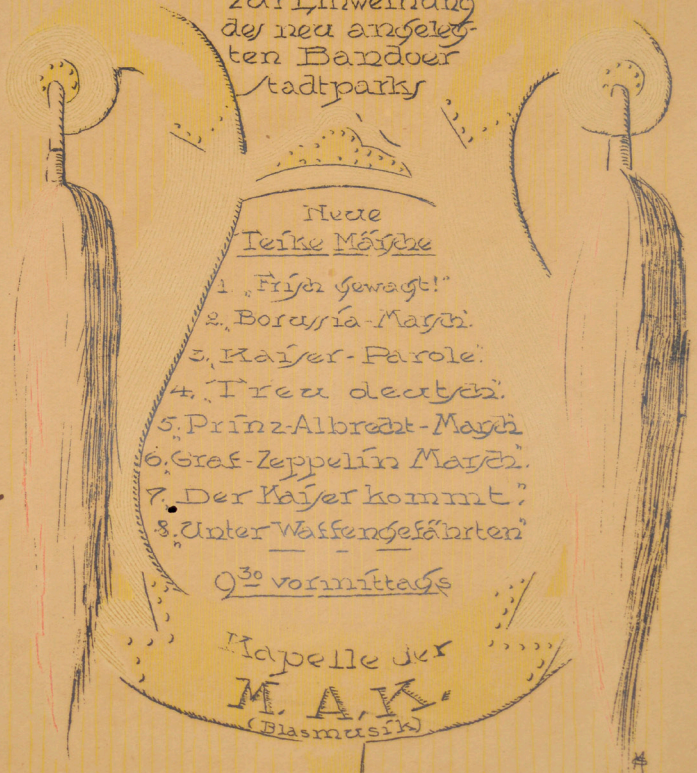 zur Einweihung
des neu angeleg-
ten Bandoer
Stadtparks
Neue
Teike Märsche
1. „Frisch gewagt!“
2. „Borussia-Marsch“.
3. „Kaiser-Parole“.
4. „Treu deutsch“.
5. „Prinz-Albrecht-Marsch“
6. „Graf-Zeppelin Marsch“.
7. „Der Kaiser kommt“.
8. „Unter Waffengefährten“
9³⁰ vormittags
Kapelle der
M. A. K.
(Blasmusik)